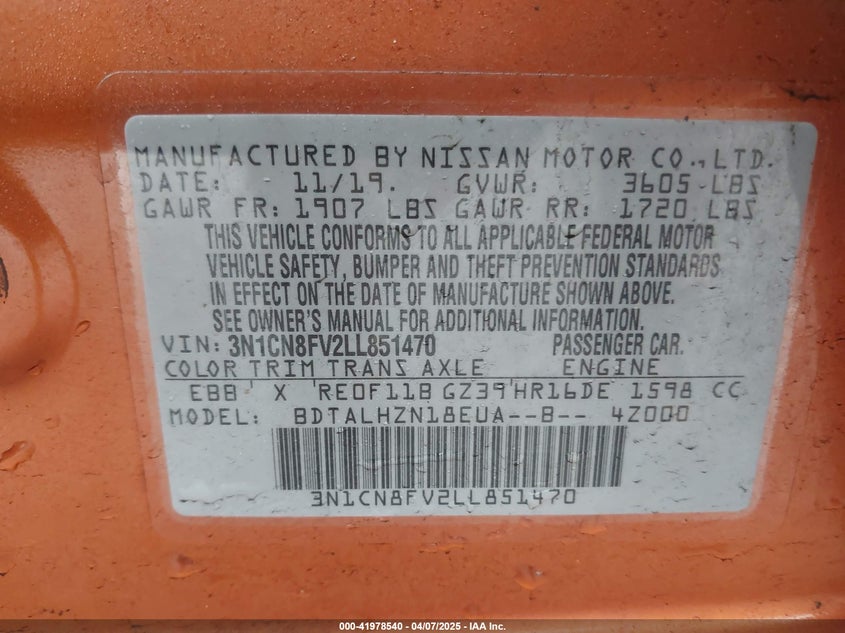 MANUFACTURED BY NISSAN MOTOR CO., LTD.
DATE: 11/19. GVWR: 3605 LBS
GAWR FR: 1907 LBS GAWR RR: 1720 LBS
THIS VEHICLE CONFORMS TO ALL APPLICABLE FEDERAL MOTOR
VEHICLE SAFETY, BUMPER AND THEFT PREVENTION STANDARDS
IN EFFECT ON THE DATE OF MANUFACTURE SHOWN ABOVE.
SEE OWNER'S MANUAL FOR ADDITIONAL INFORMATION.
VIN: 3N1CN8FV2LL851470 PASSENGER CAR.
COLOR TRIM TRANS AXLE ENGINE
EBB X RE0F11B GZ39 HR16DE 1598 CC
MODEL: BDTALHZN18EUA--B-- 4Z000
3N1CN8FV2LL851470
000-41978540 | 04/07/2025 - IAA Inc.